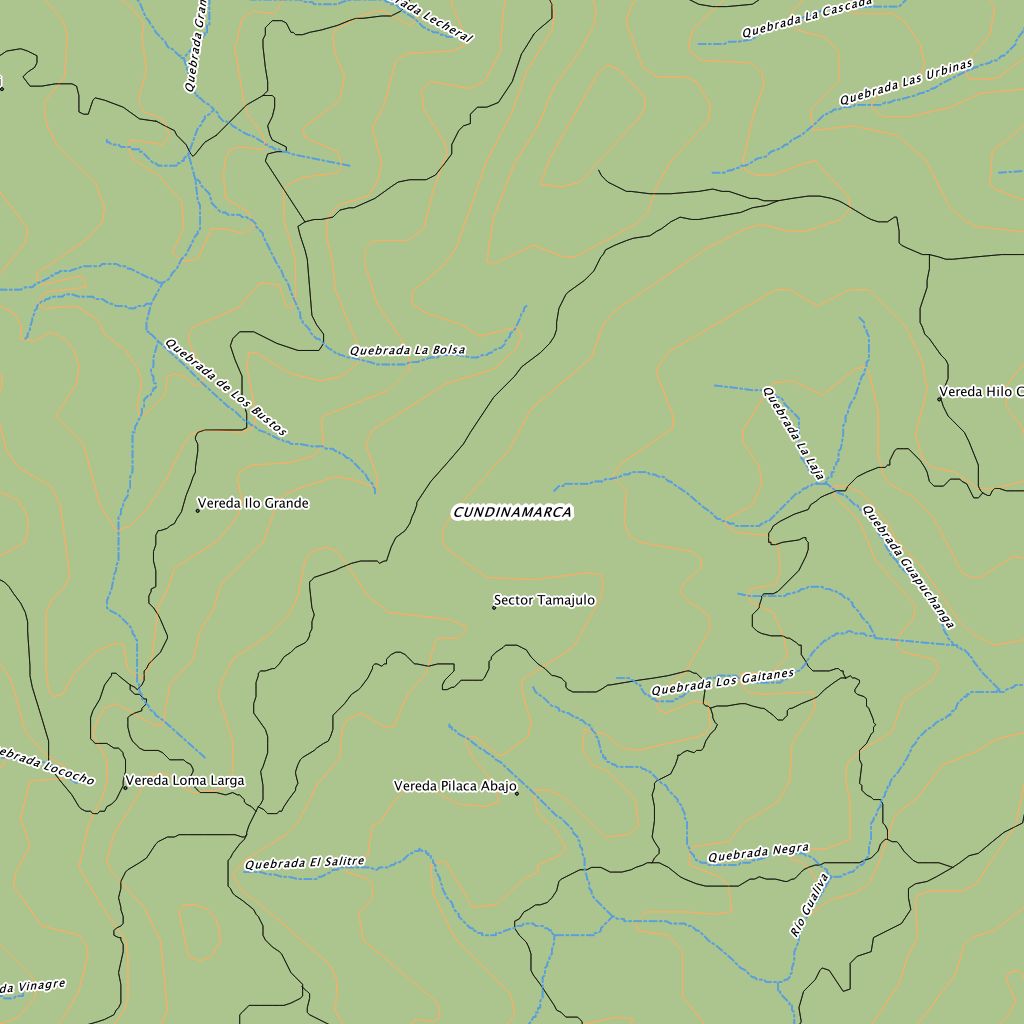 Quebrada La Cascada
Quebrada Las Urbinas
Quebrada La Bolsa
Quebrada de Los Bustos
Vereda Hilo
Quebrada La Laja
Vereda Ilo Grande
CUNDINAMARCA
Quebrada Guapuchanga
Sector Tamajulo
Quebrada Los Gaitanes
Vereda Loma Larga
Vereda Pilaca Abajo
Quebrada Negra
Quebrada El Salitre
Río Gualiva
Lecheral
Lococho
Vinagre
Quebrada